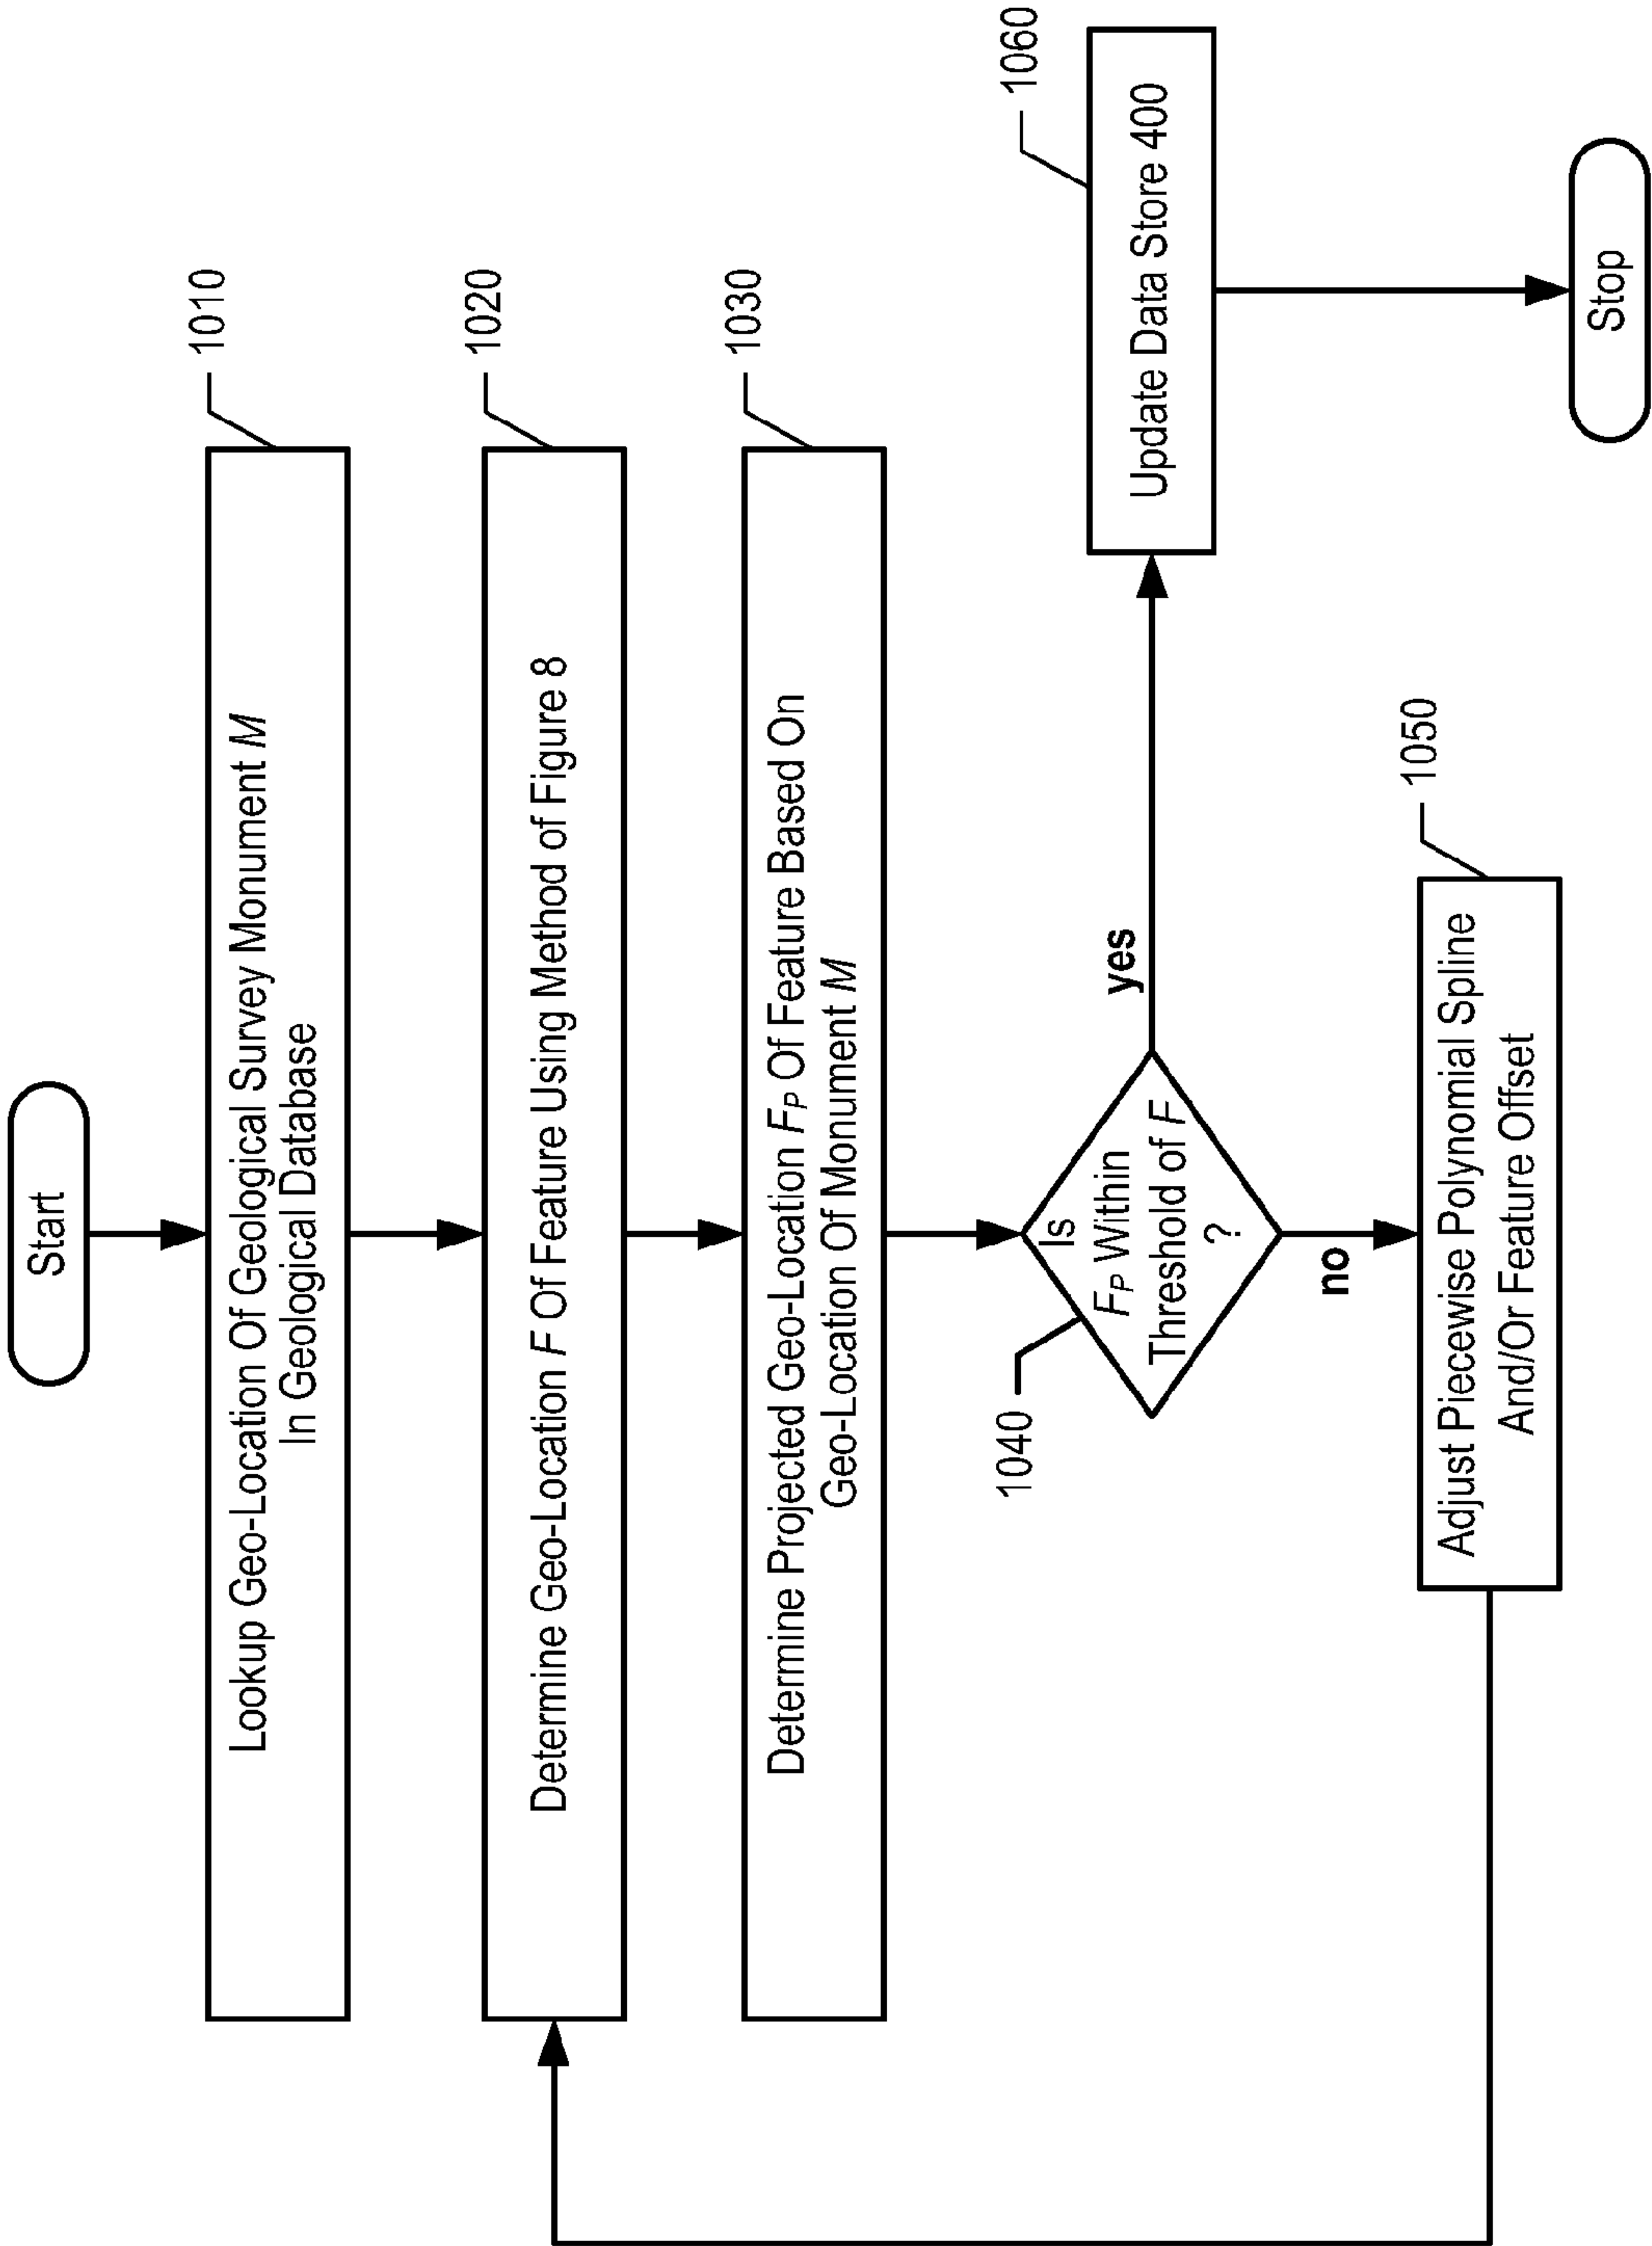 Start
1010
Lookup Geo-Location Of Geological Survey Monument M
In Geological Database
1020
Determine Geo-Location F Of Feature Using Method of Figure 8
1030
Determine Projected Geo-Location FP Of Feature Based On
Geo-Location Of Monument M
1040
Is
FP Within
Threshold of F
?
yes
1060
Update Data Store 400
no
1050
Adjust Piecewise Polynomial Spline
And/Or Feature Offset
Stop